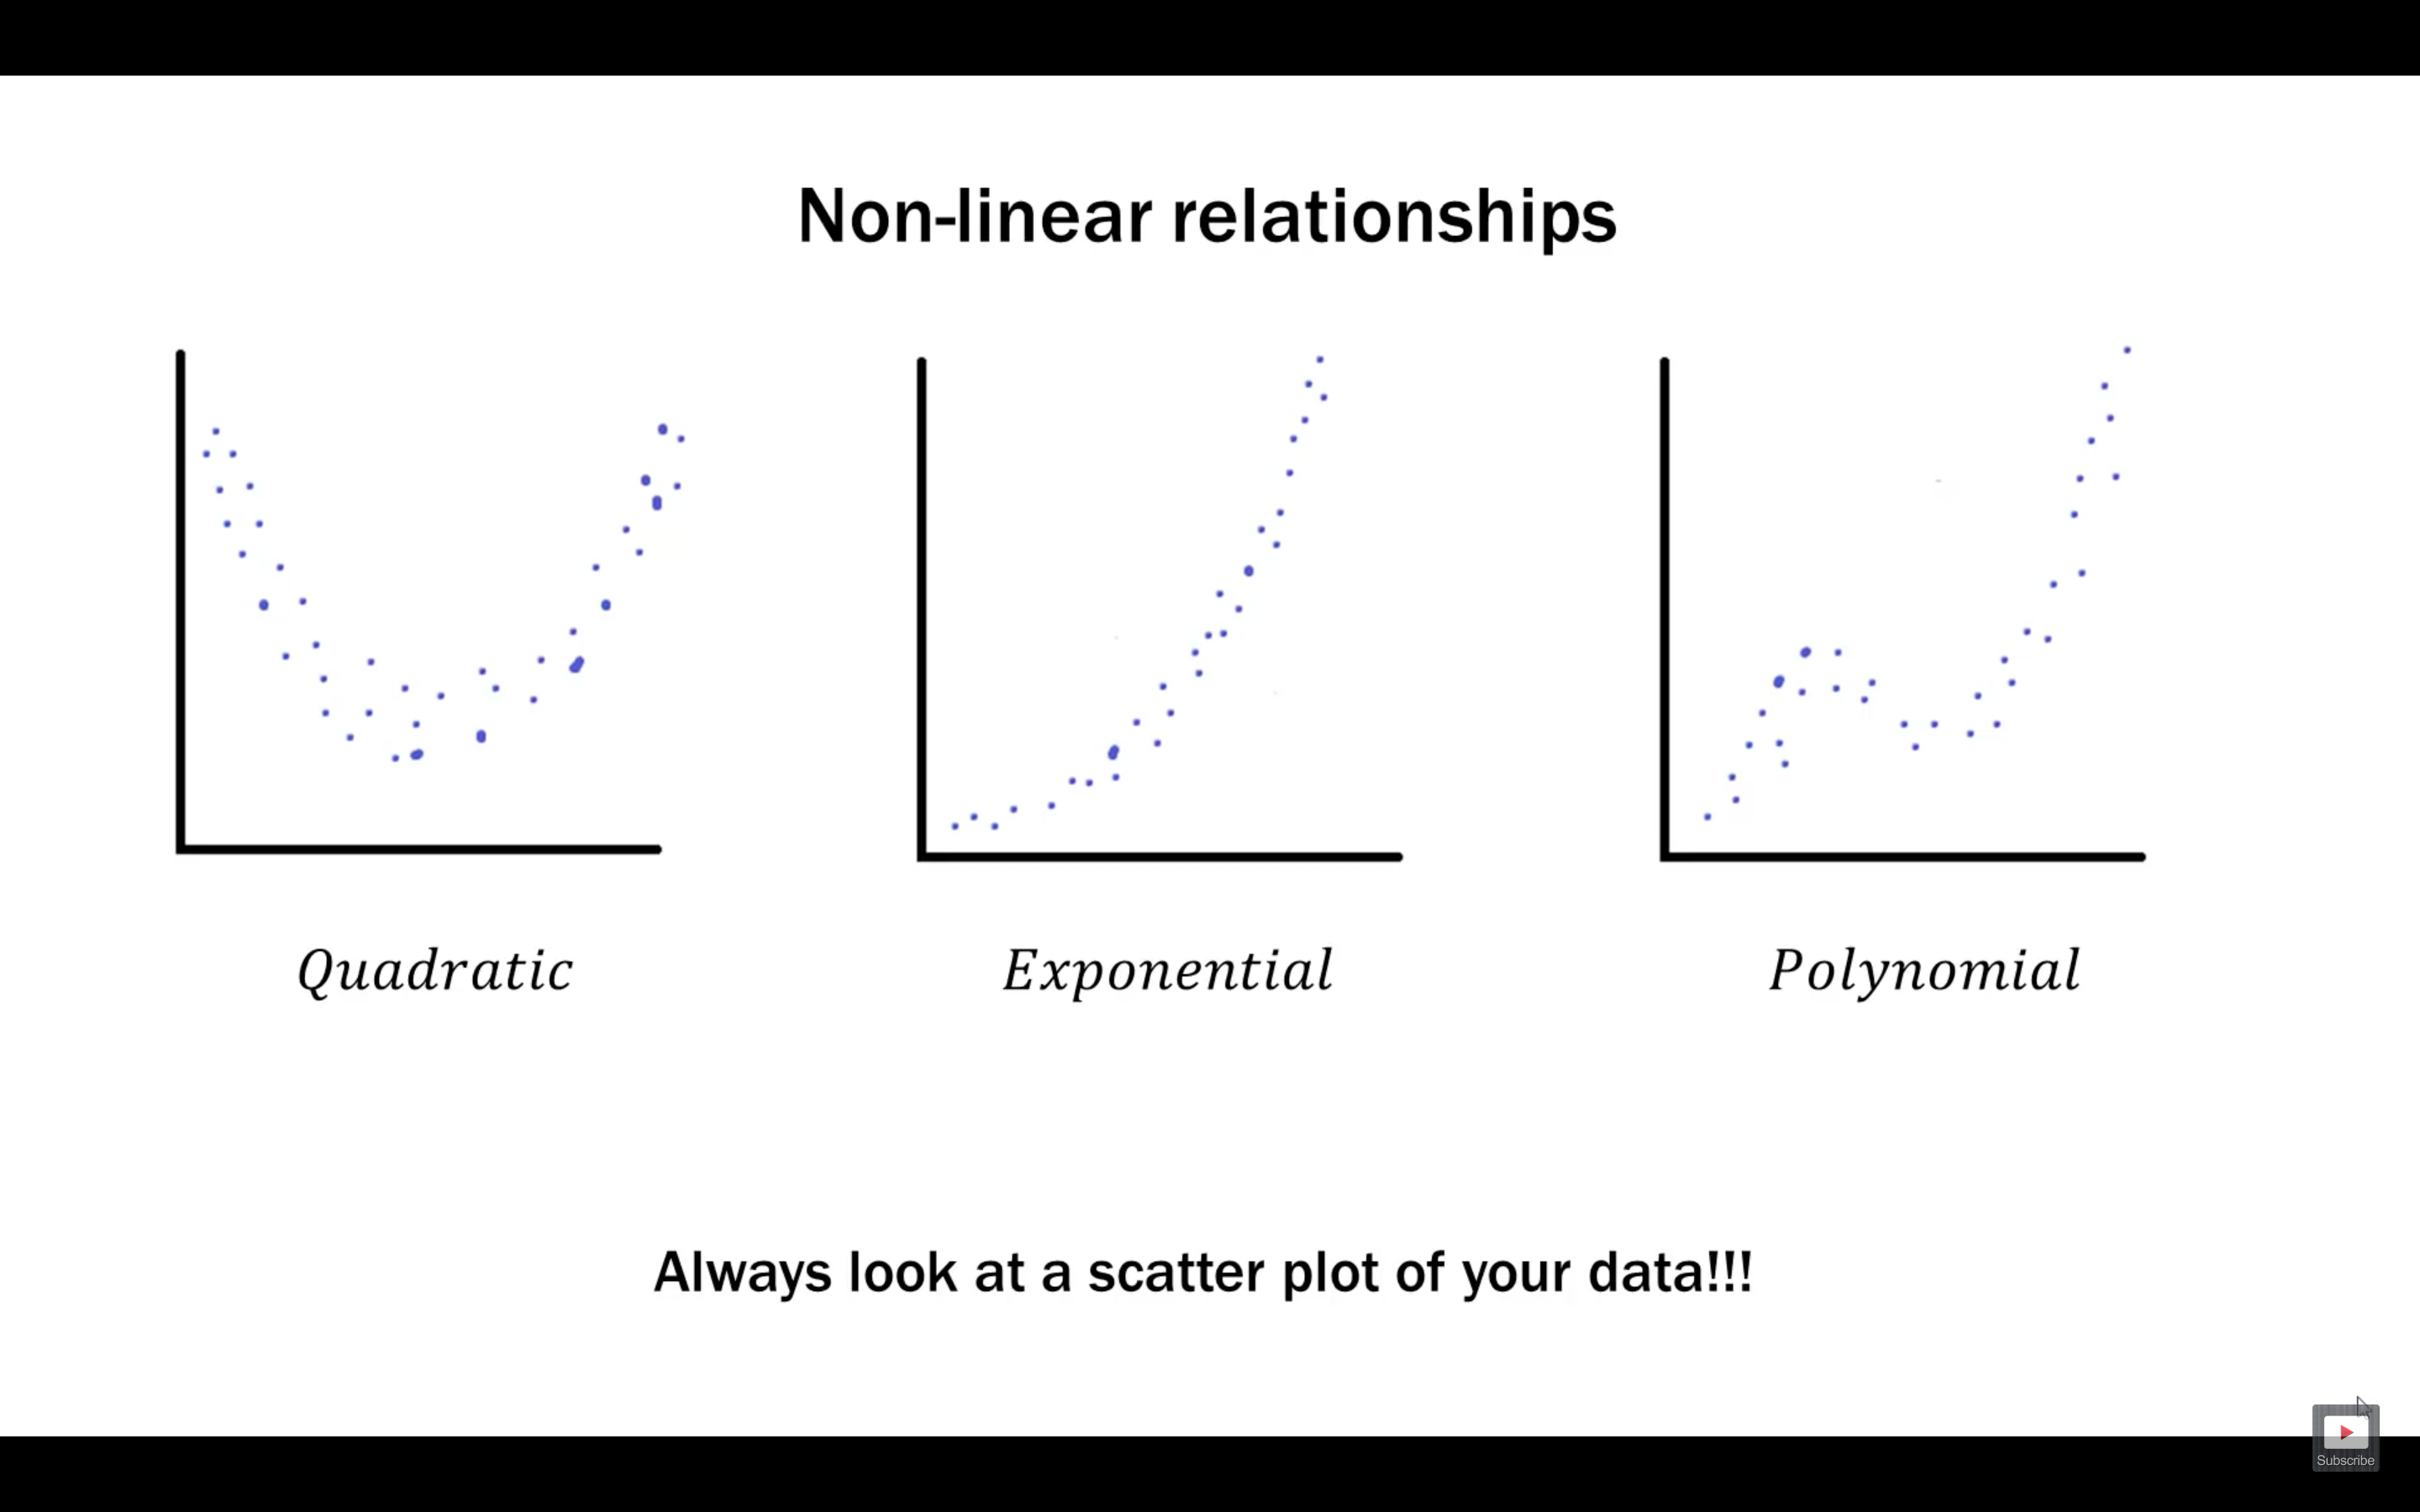 Non-linear relationships
Quadratic
Exponential
Polynomial
Always look at a scatter plot of your data!!!
Subscribe